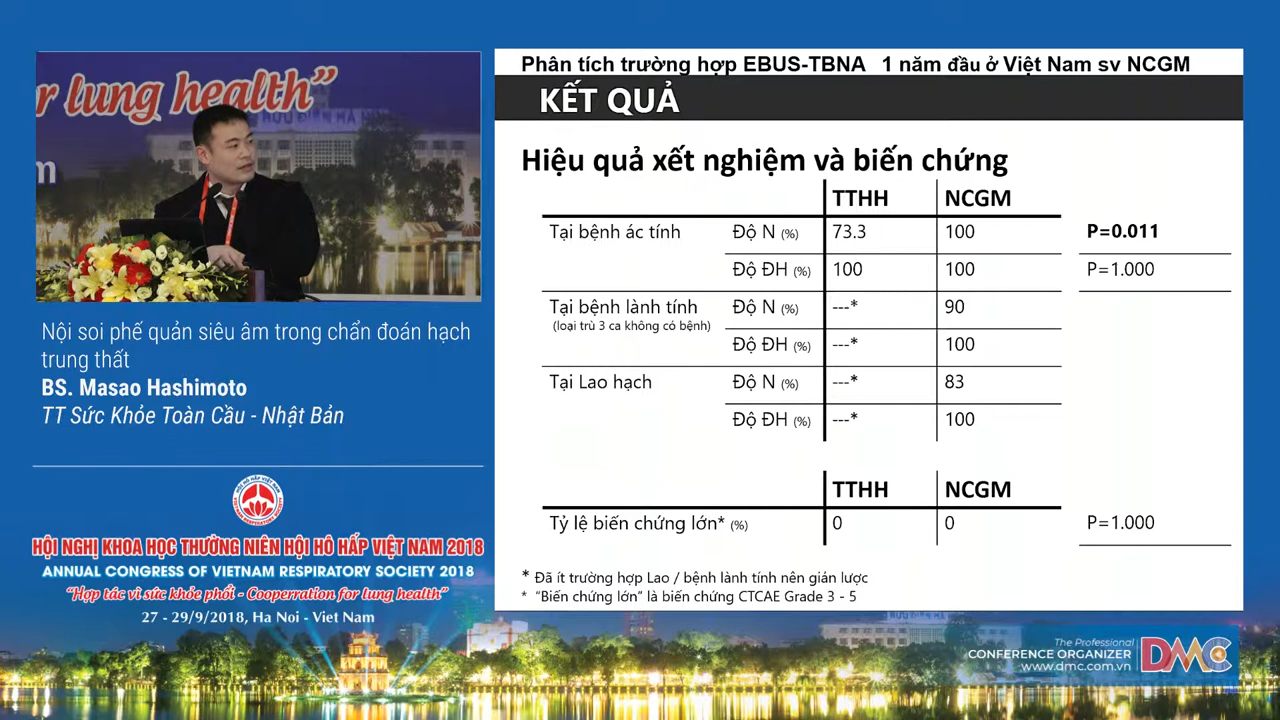 r lung health”
HỮU ĐIỆN HÀ N
m
Nội soi phế quản siêu âm trong chẩn đoán hạch
trung thất
BS. Masao Hashimoto
TT Sức Khỏe Toàn Cầu - Nhật Bản
HỘI NGHỊ KHOA HỌC THƯỜNG NIÊN HỘI HÔ HẤP VIỆT NAM 2018
ANNUAL CONGRESS OF VIETNAM RESPIRATORY SOCIETY 2018
“Hợp tác vì sức khỏe phổi - Cooperration for lung health”
27 - 29/9/2018, Ha Noi - Viet Nam
Phân tích trường hợp EBUS-TBNA 1 năm đầu ở Việt Nam sv NCGM
KẾT QUẢ
Hiệu quả xét nghiệm và biến chứng
TTHH NCGM
Tại bệnh ác tính Độ N (%) 73.3 100 P=0.011
Độ ĐH (%) 100 100 P=1.000
Tại bệnh lành tính Độ N (%) ---* 90
(loại trù 3 ca không có bệnh)
Độ ĐH (%) ---* 100
Tại Lao hạch Độ N (%) ---* 83
Độ ĐH (%) ---* 100
TTHH NCGM
Tỷ lệ biến chứng lớn* (%) 0 0 P=1.000
* Đã ít trường hợp Lao / bệnh lành tính nên giản lược
* “Biến chứng lớn” là biến chứng CTCAE Grade 3 - 5
The Professional
CONFERENCE ORGANIZER
www.dmc.com.vn
DMC